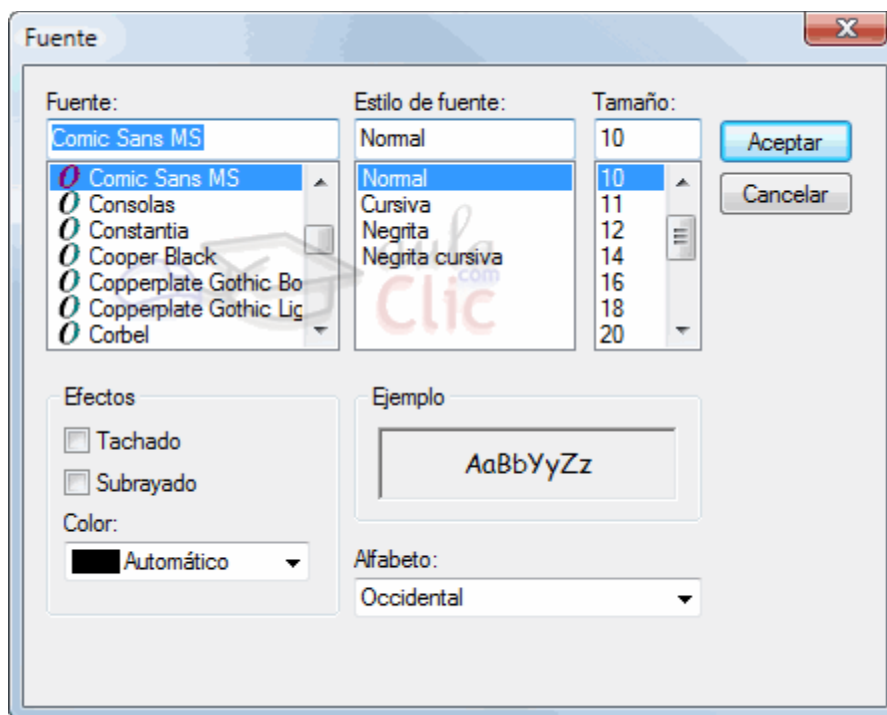 Fuente
Fuente:
Comic Sans MS
Comic Sans MS
Consolas
Constantia
Cooper Black
Copperplate Gothic Bo
Copperplate Gothic Lig
Corbel
Estilo de fuente:
Normal
Normal
Cursiva
Negrita
Negrita cursiva
Tamaño:
10
10
11
12
14
16
18
20
Aceptar
Cancelar
aula
Clic
com
Efectos
Tachado
Subrayado
Color:
Automático
Ejemplo
AaBbYyZz
Alfabeto:
Occidental